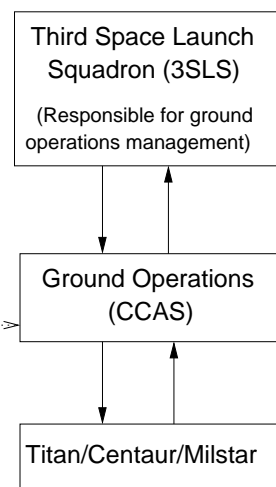 Third Space Launch
Squadron (3SLS)
(Responsible for ground
operations management)
Ground Operations
(CCAS)
Titan/Centaur/Milstar